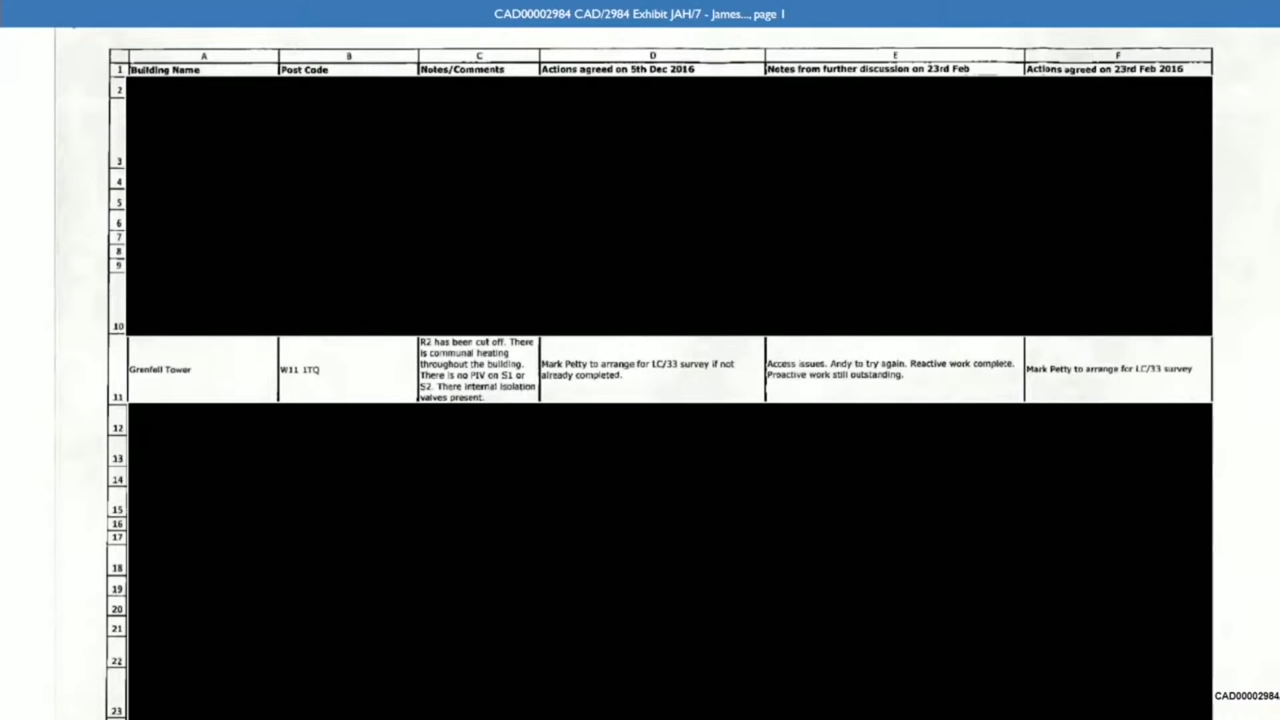 CAD00002984 CAD/2984 Exhibit JAH/7 - James..., page 1
A B C D E F
1 Building Name Post Code Notes/Comments Actions agreed on 5th Dec 2016 Notes from further discussion on 23rd Feb Actions agreed on 23rd Feb 2016
2
3
4
5
6
7
8
9
10
R2 has been cut off. There
is communal heating
throughout the building.
There is no PIV on S1 or
S2. There internal isolation
valves present.
Grenfell Tower
W11 1TQ
Mark Petty to arrange for LC/33 survey if not
already completed.
Access issues. Andy to try again. Reactive work complete.
Proactive work still outstanding.
Mark Petty to arrange for LC/33 survey
11
12
13
14
15
16
17
18
19
20
21
22
23
CAD00002984